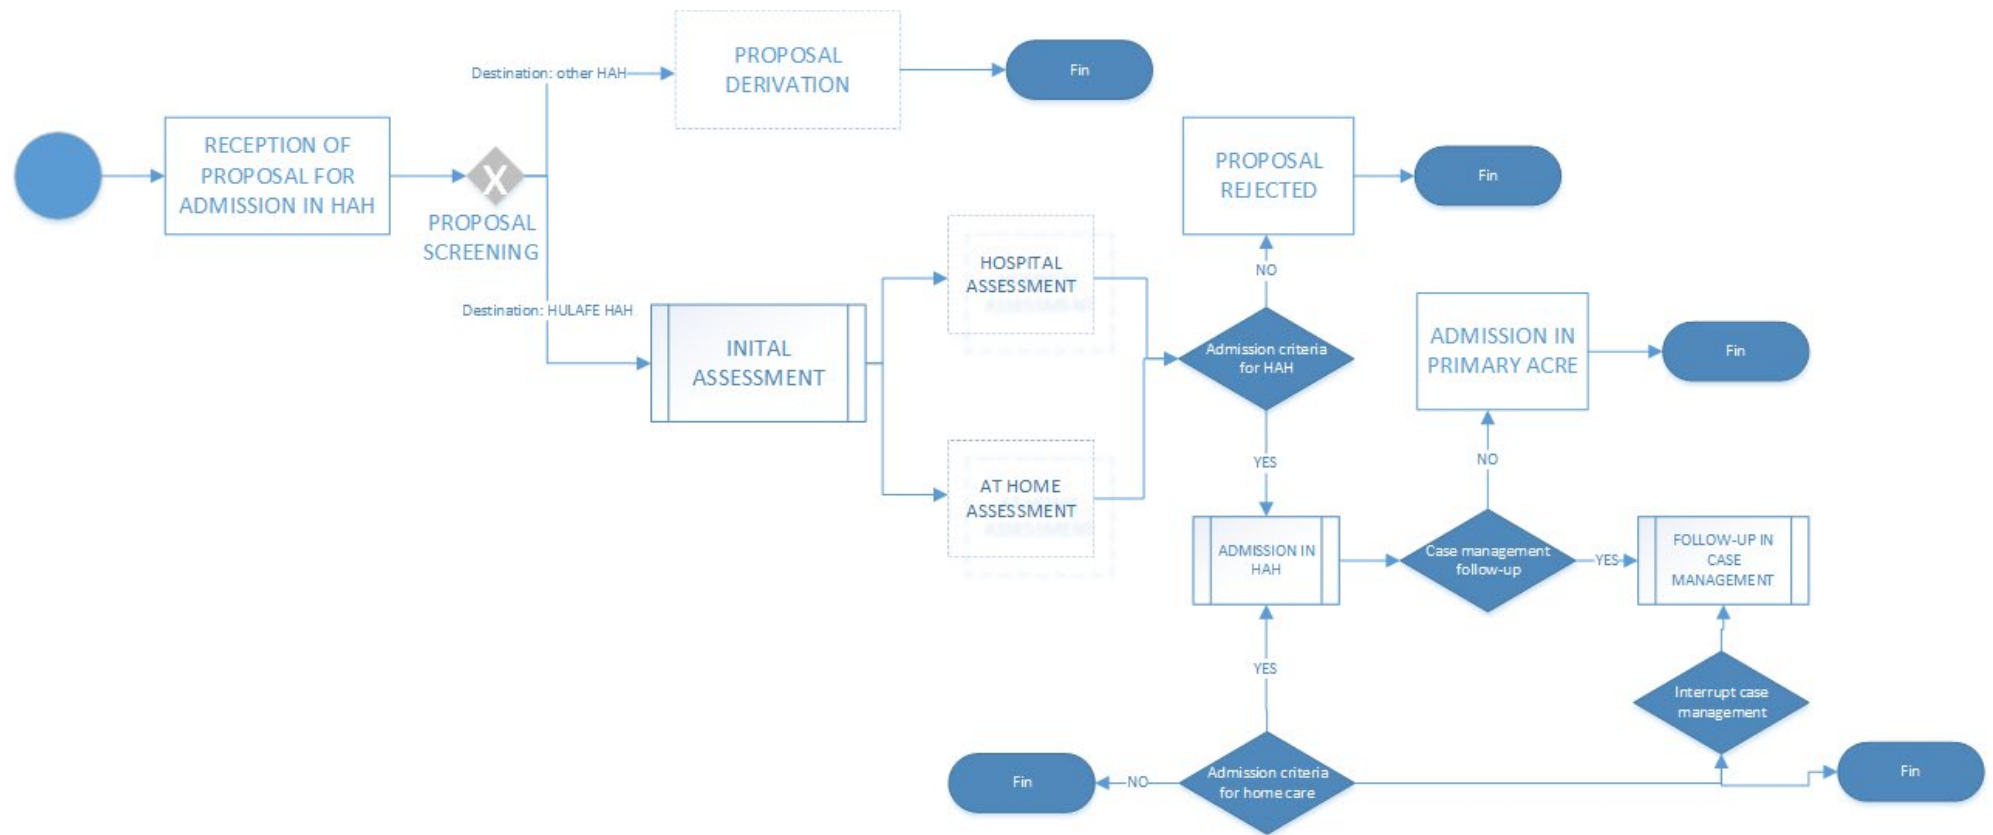 Destination: other HAH
PROPOSAL
DERIVATION
Fin
RECEPTION OF
PROPOSAL FOR
ADMISSION IN HAH
X
PROPOSAL
SCREENING
Destination: HULAFE HAH
INITAL
ASSESSMENT
HOSPITAL
ASSESSMENT
AT HOME
ASSESSMENT
PROPOSAL
REJECTED
Fin
NO
Admission criteria
for HAH
YES
ADMISSION IN
PRIMARY ACRE
Fin
NO
ADMISSION IN
HAH
Case management
follow-up
YES
FOLLOW-UP IN
CASE
MANAGEMENT
YES
Interrupt case
management
Fin
NO
Admission criteria
for home care
Fin